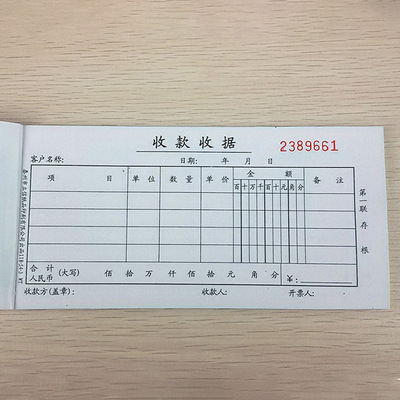 收款收据
2389661
客户名称: 日期: 年 月 日
项 目 单位 数量 单价 金 额 备 注
百十万千百十元角分
合计人民币 (大写) 佰 拾 万 仟 佰 拾 元 角 分 ¥:
收款方(盖章): 收款人: 开票人:
第一联存根